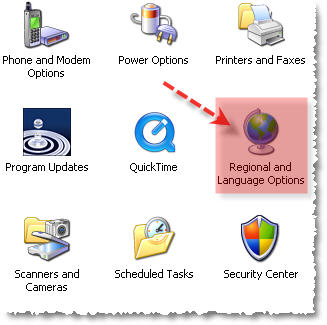 Phone and Modem
Options
Power Options
Printers and Faxes
Program Updates
QuickTime
Regional and
Language Options
Scanners and
Cameras
Scheduled Tasks
Security Center